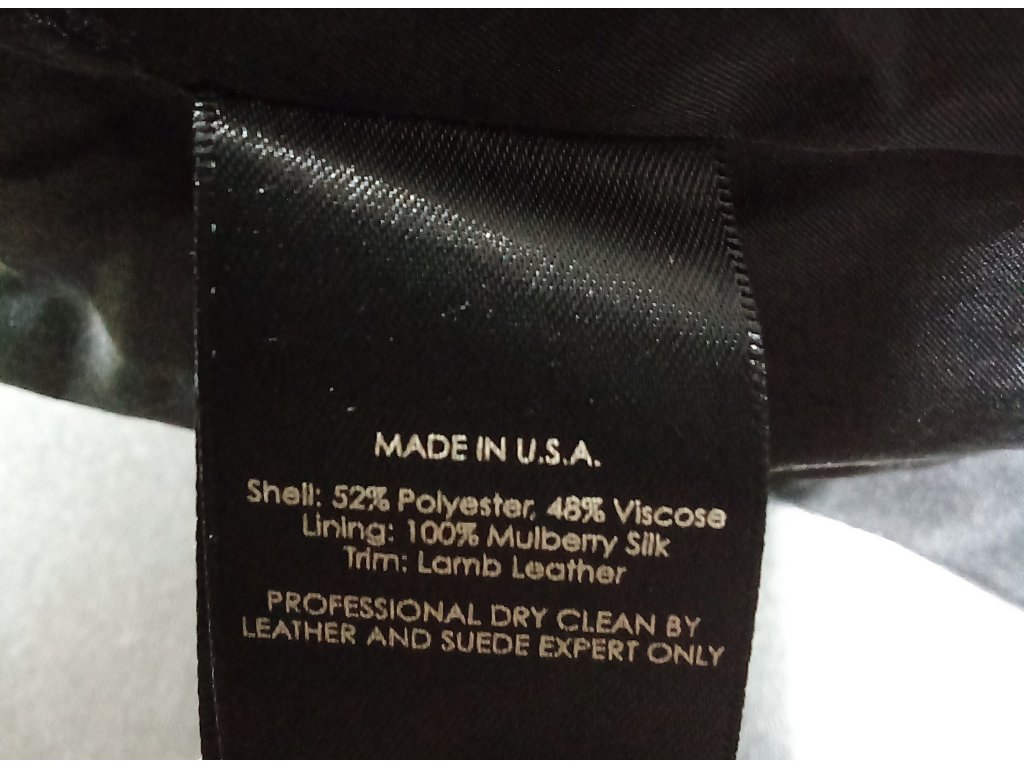 MADE IN U.S.A.
Shell: 52% Polyester, 48% Viscose
Lining: 100% Mulberry Silk
Trim: Lamb Leather
PROFESSIONAL DRY CLEAN BY
LEATHER AND SUEDE EXPERT ONLY